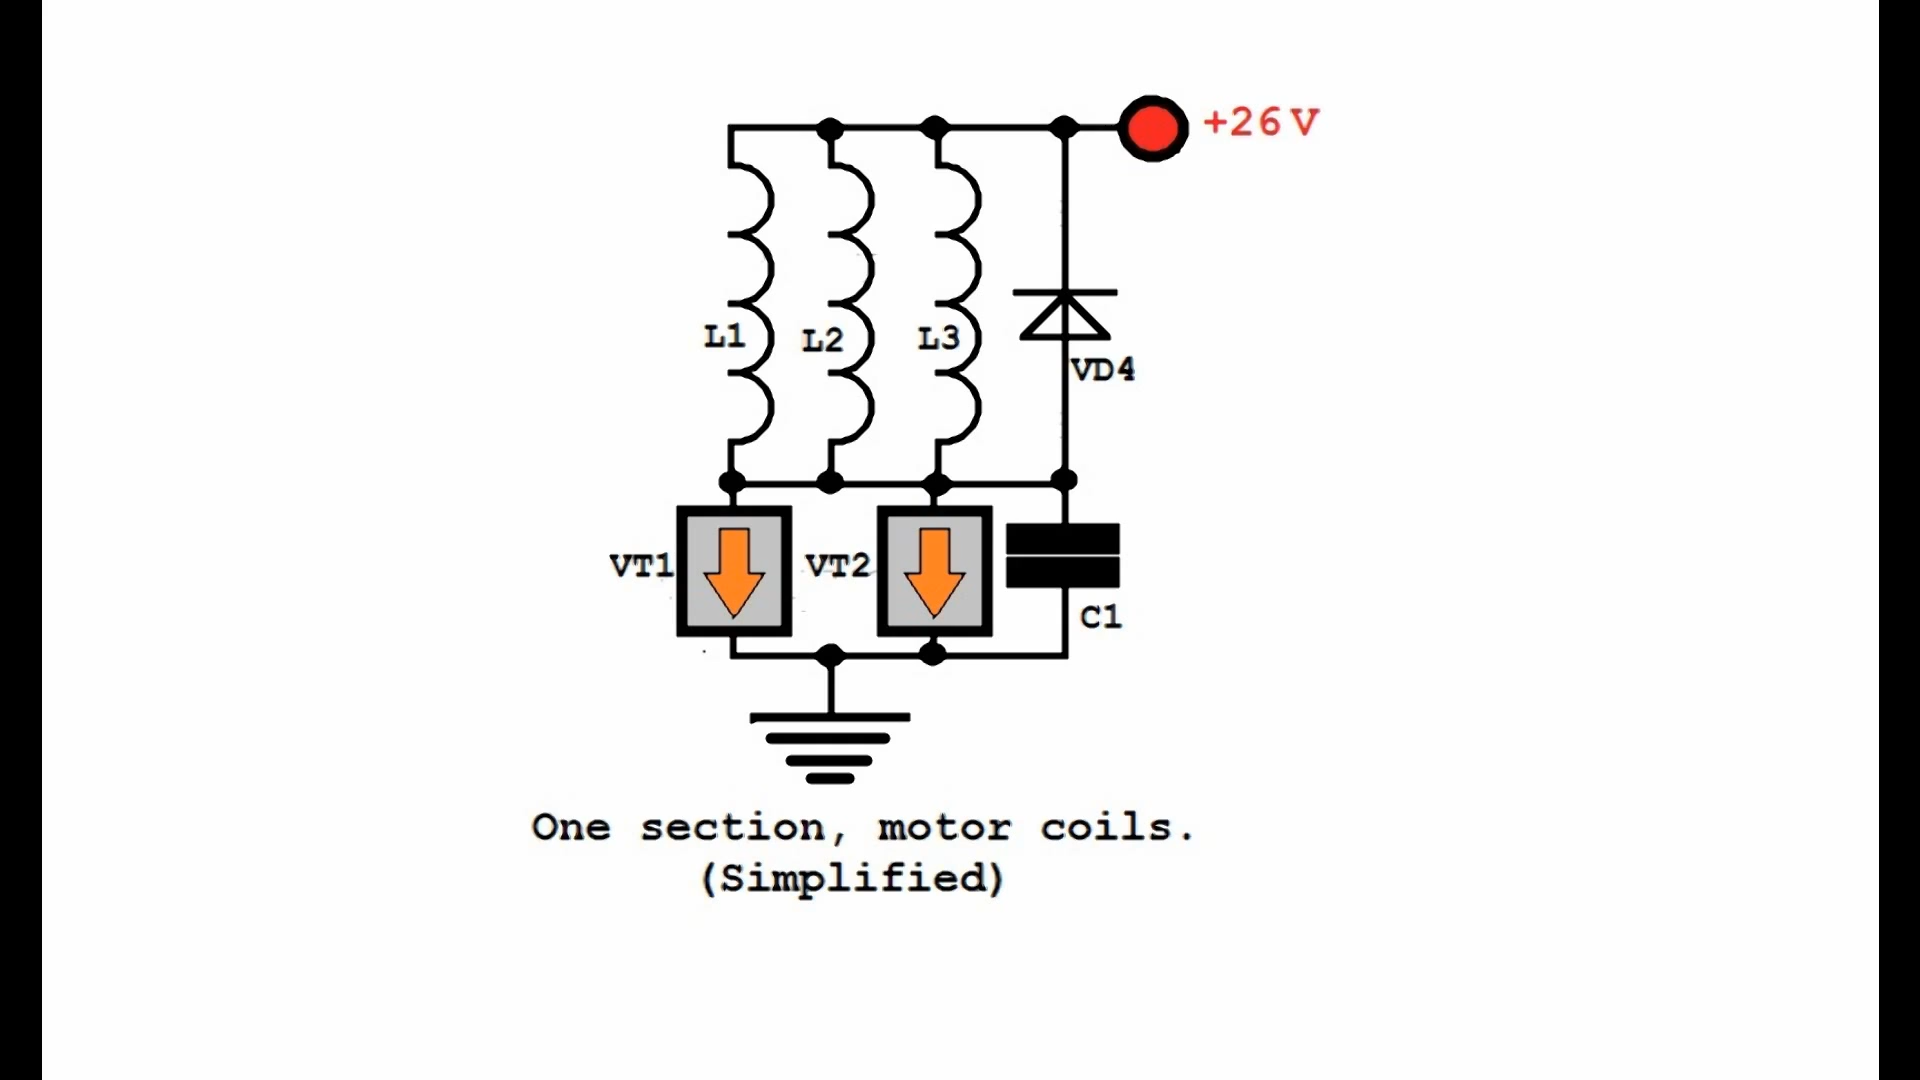 +26V
L1
L2
L3
VD4
VT1
VT2
C1
One section, motor coils.
(Simplified)